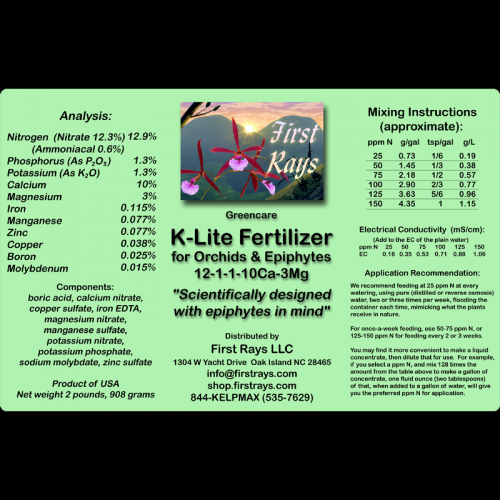 Analysis:
Nitrogen (Nitrate 12.3%) 12.9%
(Ammoniacal 0.6%)
Phosphorus (As P₂O₅) 1.3%
Potassium (As K₂O) 1.3%
Calcium 10%
Magnesium 3%
Iron 0.115%
Manganese 0.077%
Zinc 0.077%
Copper 0.038%
Boron 0.025%
Molybdenum 0.015%
Components:
boric acid, calcium nitrate,
copper sulfate, iron EDTA,
magnesium nitrate,
manganese sulfate,
potassium nitrate,
potassium phosphate,
sodium molybdate, zinc sulfate
Product of USA
Net weight 2 pounds, 908 grams
First
Rays
Greencare
K-Lite Fertilizer
for Orchids & Epiphytes
12-1-1-10Ca-3Mg
"Scientifically designed
with epiphytes in mind"
Distributed by
First Rays LLC
1304 W Yacht Drive Oak Island NC 28465
info@firstrays.com
shop.firstrays.com
844-KELPMAX (535-7629)
Mixing Instructions
(approximate):
ppm N g/gal tsp/gal g/L
25 0.73 1/6 0.19
50 1.45 1/3 0.38
75 2.18 1/2 0.57
100 2.90 2/3 0.77
125 3.63 5/6 0.96
150 4.35 1 1.15
Electrical Conductivity (mS/cm):
(Add to the EC of the plain water)
ppm N 25 50 75 100 125 150
EC 0.18 0.35 0.53 0.71 0.88 1.06
Application Recommendation:
We recommend feeding at 25 ppm N at every
watering, using pure (distilled or reverse osmosis)
water, two or three times per week, flooding the
container each time, mimicking what the plants
receive in nature.
For once-a-week feeding, use 50-75 ppm N, or
125-150 ppm N for feeding every 2 or 3 weeks.
You may find it more convenient to make a liquid
concentrate, then dilute that for use. For example,
if you select a ppm N, and mix 128 times the
amount from the table above to make a gallon of
concentrate, one fluid ounce (two tablespoons)
of that, when added to a gallon of water, will give
you the preferred ppm N for application.